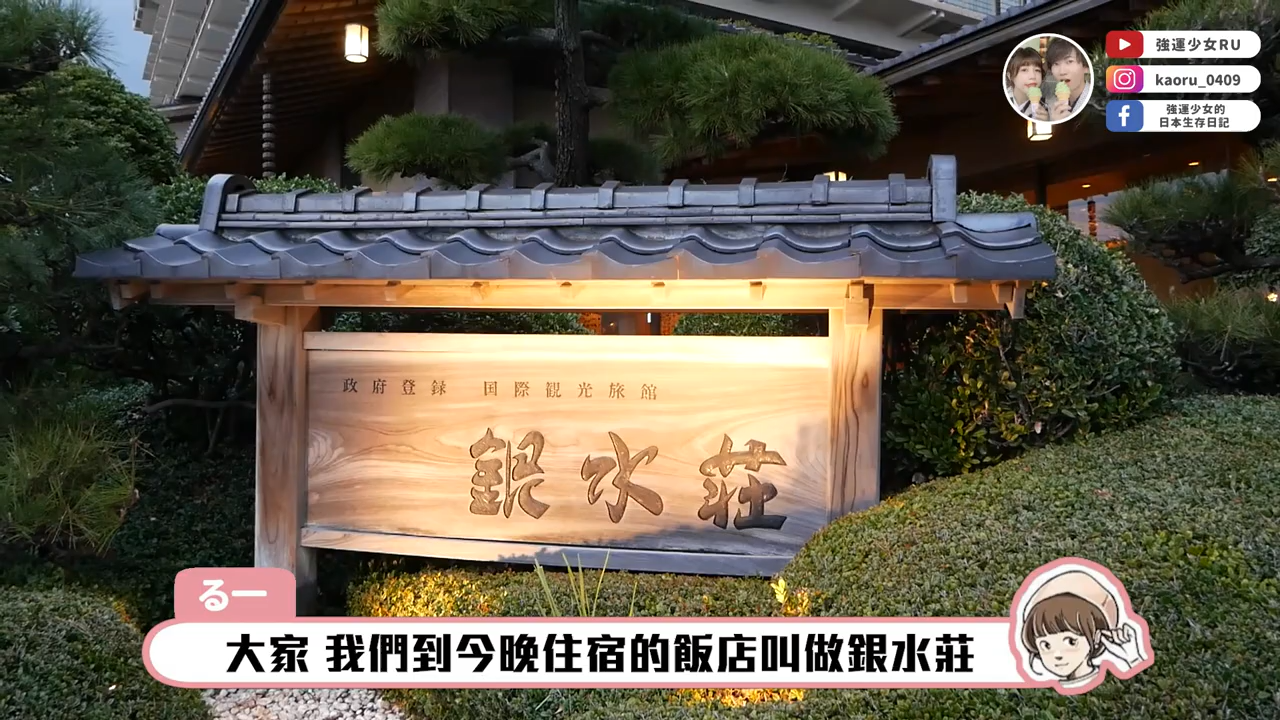 強運少女RU
kaoru_0409
強運少女的
日本生存日記
政府登録 国際観光旅館
銀水荘
るー
大家 我們到今晚住宿的飯店叫做銀水莊